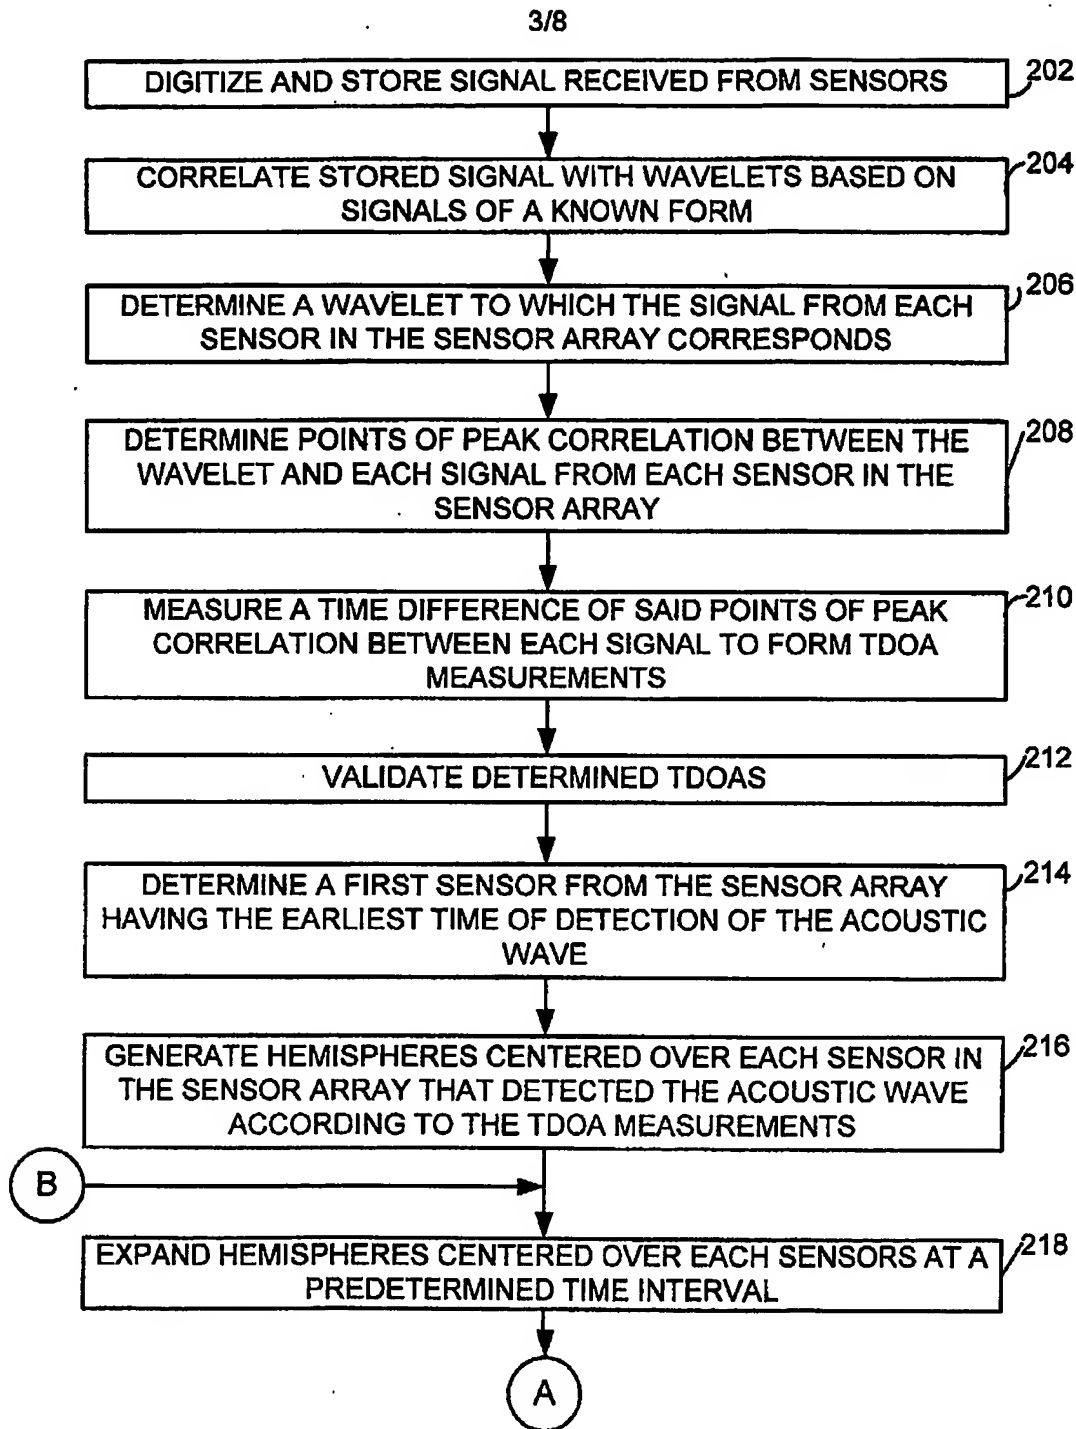 3/8
DIGITIZE AND STORE SIGNAL RECEIVED FROM SENSORS
202
CORRELATE STORED SIGNAL WITH WAVELETS BASED ON
SIGNALS OF A KNOWN FORM
204
DETERMINE A WAVELET TO WHICH THE SIGNAL FROM EACH
SENSOR IN THE SENSOR ARRAY CORRESPONDS
206
DETERMINE POINTS OF PEAK CORRELATION BETWEEN THE
WAVELET AND EACH SIGNAL FROM EACH SENSOR IN THE
SENSOR ARRAY
208
MEASURE A TIME DIFFERENCE OF SAID POINTS OF PEAK
CORRELATION BETWEEN EACH SIGNAL TO FORM TDOA
MEASUREMENTS
210
VALIDATE DETERMINED TDOAS
212
DETERMINE A FIRST SENSOR FROM THE SENSOR ARRAY
HAVING THE EARLIEST TIME OF DETECTION OF THE ACOUSTIC
WAVE
214
GENERATE HEMISPHERES CENTERED OVER EACH SENSOR IN
THE SENSOR ARRAY THAT DETECTED THE ACOUSTIC WAVE
ACCORDING TO THE TDOA MEASUREMENTS
216
B
EXPAND HEMISPHERES CENTERED OVER EACH SENSORS AT A
PREDETERMINED TIME INTERVAL
218
A